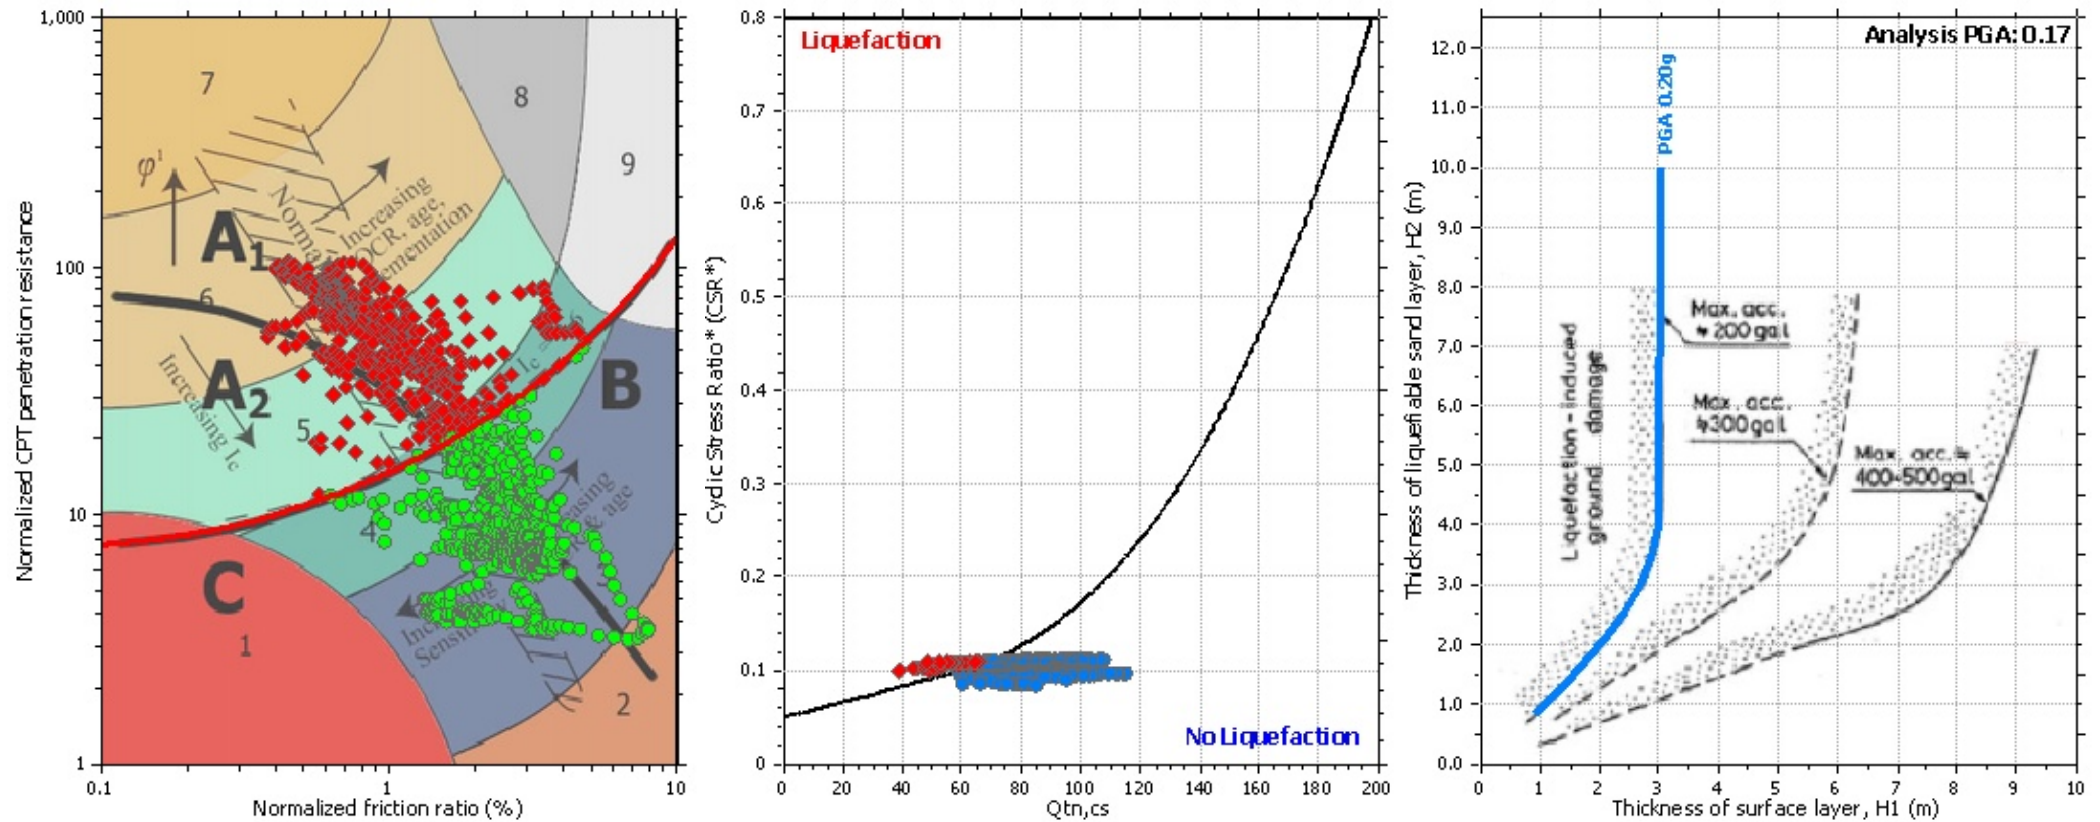 1,000
100
10
1
Normalized CPT penetration resistance
0.1
1
10
Normalized friction ratio (%)
7
8
9
φ'
A1
6
A2
5
4
B
C
1
2
3
Increasing
OCR, age,
Increasing Ic
Ic =
0.8
0.7
0.6
0.5
0.4
0.3
0.2
0.1
0
Cyclic Stress Ratio* (CSR*)
Liquefaction
No Liquefaction
0
20
40
60
80
100
120
140
160
180
200
Qtn,cs
Analysis PGA: 0.17
12.0
11.0
10.0
9.0
8.0
7.0
6.0
5.0
4.0
3.0
2.0
1.0
0.0
Thickness of liquefiable sand layer, H2 (m)
PGA 0.20g
Liquefaction - induced
ground damage
Max. acc.
≒ 200 gal
Max. acc.
≒300 gal
Max. acc. ≒
400~500gal
0
1
2
3
4
5
6
7
8
9
10
Thickness of surface layer, H1 (m)